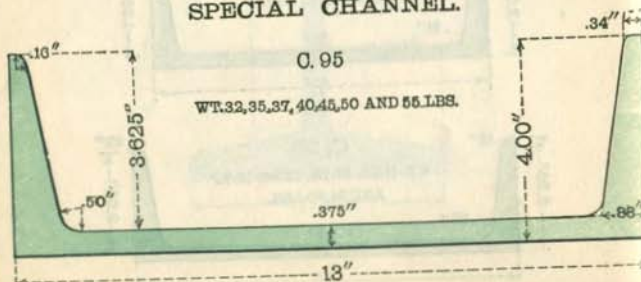 SPECIAL CHANNEL.
C. 95
WT.32,35,37,40,45,50 AND 55.LBS.
.16"
.34"
3.625"
4.00"
.50"
.375"
.88"
13"